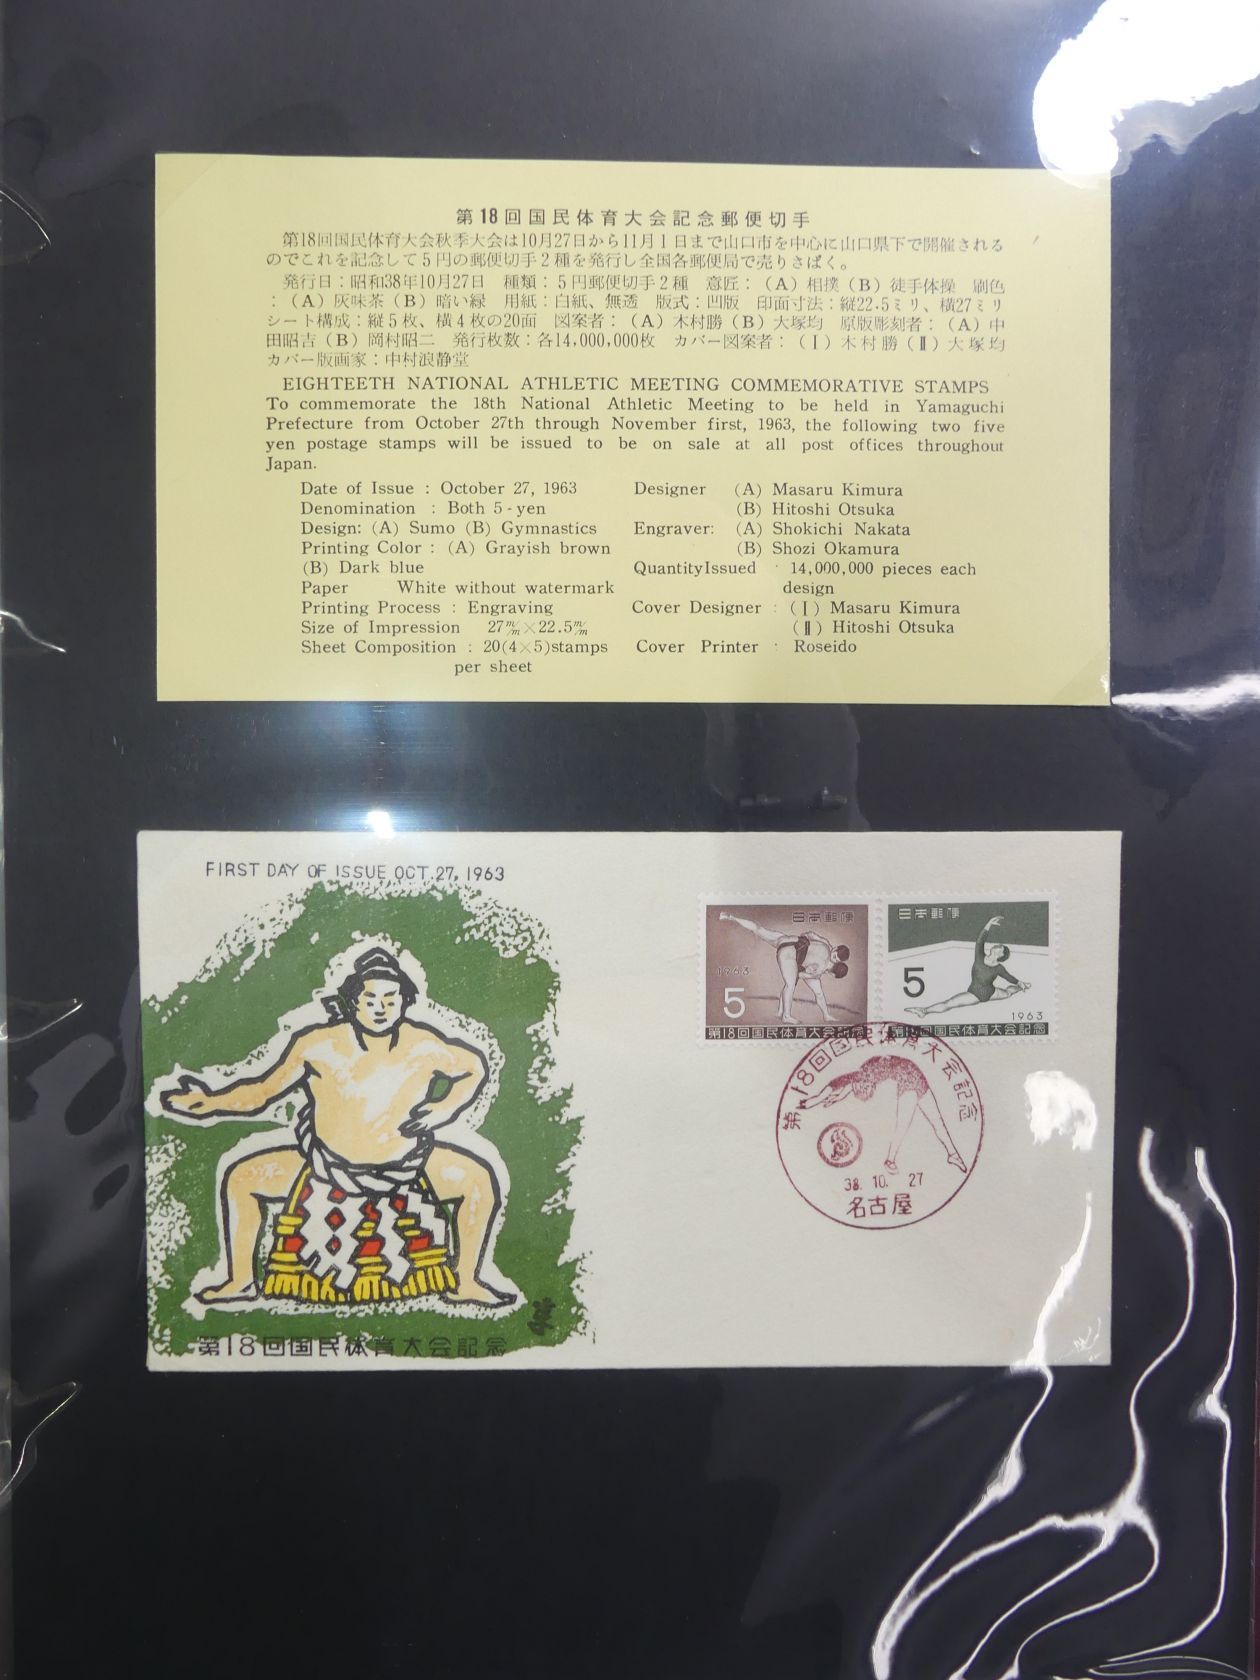 第18回国民体育大会記念郵便切手
第18回国民体育大会秋季大会は10月27日から11月1日まで山口市を中心に山口県下で開催される
のでこれを記念して5円の郵便切手2種を発行し全国各郵便局で売りさばく。
発行日：昭和38年10月27日　種類：5円郵便切手2種　意匠：（A）相撲（B）徒手体操　刷色
：（A）灰味茶（B）暗い緑　用紙：白紙、無透　版式：凹版　印面寸法：縦22.5ミリ、横27ミリ
シート構成：縦5枚、横4枚の20面　図案者：（A）木村勝（B）大塚均　原版彫刻者：（A）中
田昭吉（B）岡村昭二　発行枚数：各14,000,000枚　カバー図案者：（Ⅰ）木村勝（Ⅱ）大塚均
カバー版画家：中村浪静堂
EIGHTEETH NATIONAL ATHLETIC MEETING COMMEMORATIVE STAMPS
To commemorate the 18th National Athletic Meeting to be held in Yamaguchi
Prefecture from October 27th through November first, 1963, the following two five
yen postage stamps will be issued to be on sale at all post offices throughout
Japan.
Date of Issue : October 27, 1963
Denomination : Both 5-yen
Design: (A) Sumo (B) Gymnastics
Printing Color : (A) Grayish brown
(B) Dark blue
Paper White without watermark
Printing Process : Engraving
Size of Impression 27m/m×22.5m/m
Sheet Composition : 20(4×5)stamps
per sheet
Designer (A) Masaru Kimura
(B) Hitoshi Otsuka
Engraver: (A) Shokichi Nakata
(B) Shozi Okamura
QuantityIssued : 14,000,000 pieces each
design
Cover Designer : (Ⅰ) Masaru Kimura
(Ⅱ) Hitoshi Otsuka
Cover Printer : Roseido
FIRST DAY OF ISSUE OCT.27,1963
日本郵便
1963
5
第18回国民体育大会記念
日本郵便
5
1963
第18回国民体育大会記念
第18回国民体育大会記念
38.10.27
名古屋
第18回国民体育大会記念